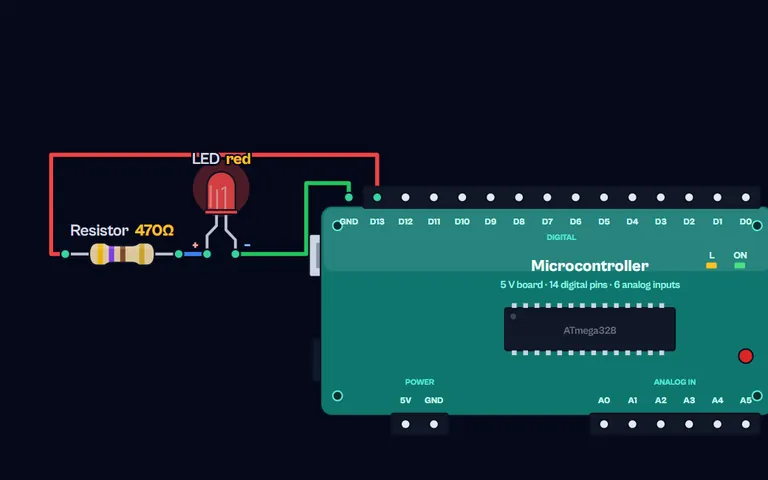 LED red
Resistor 470Ω
+ -
GND D13 D12 D11 D10 D9 D8 D7 D6 D5 D4 D3 D2 D1 D0
DIGITAL
L ON
Microcontroller
5 V board · 14 digital pins · 6 analog inputs
ATmega328
POWER ANALOG IN
5V GND A0 A1 A2 A3 A4 A5